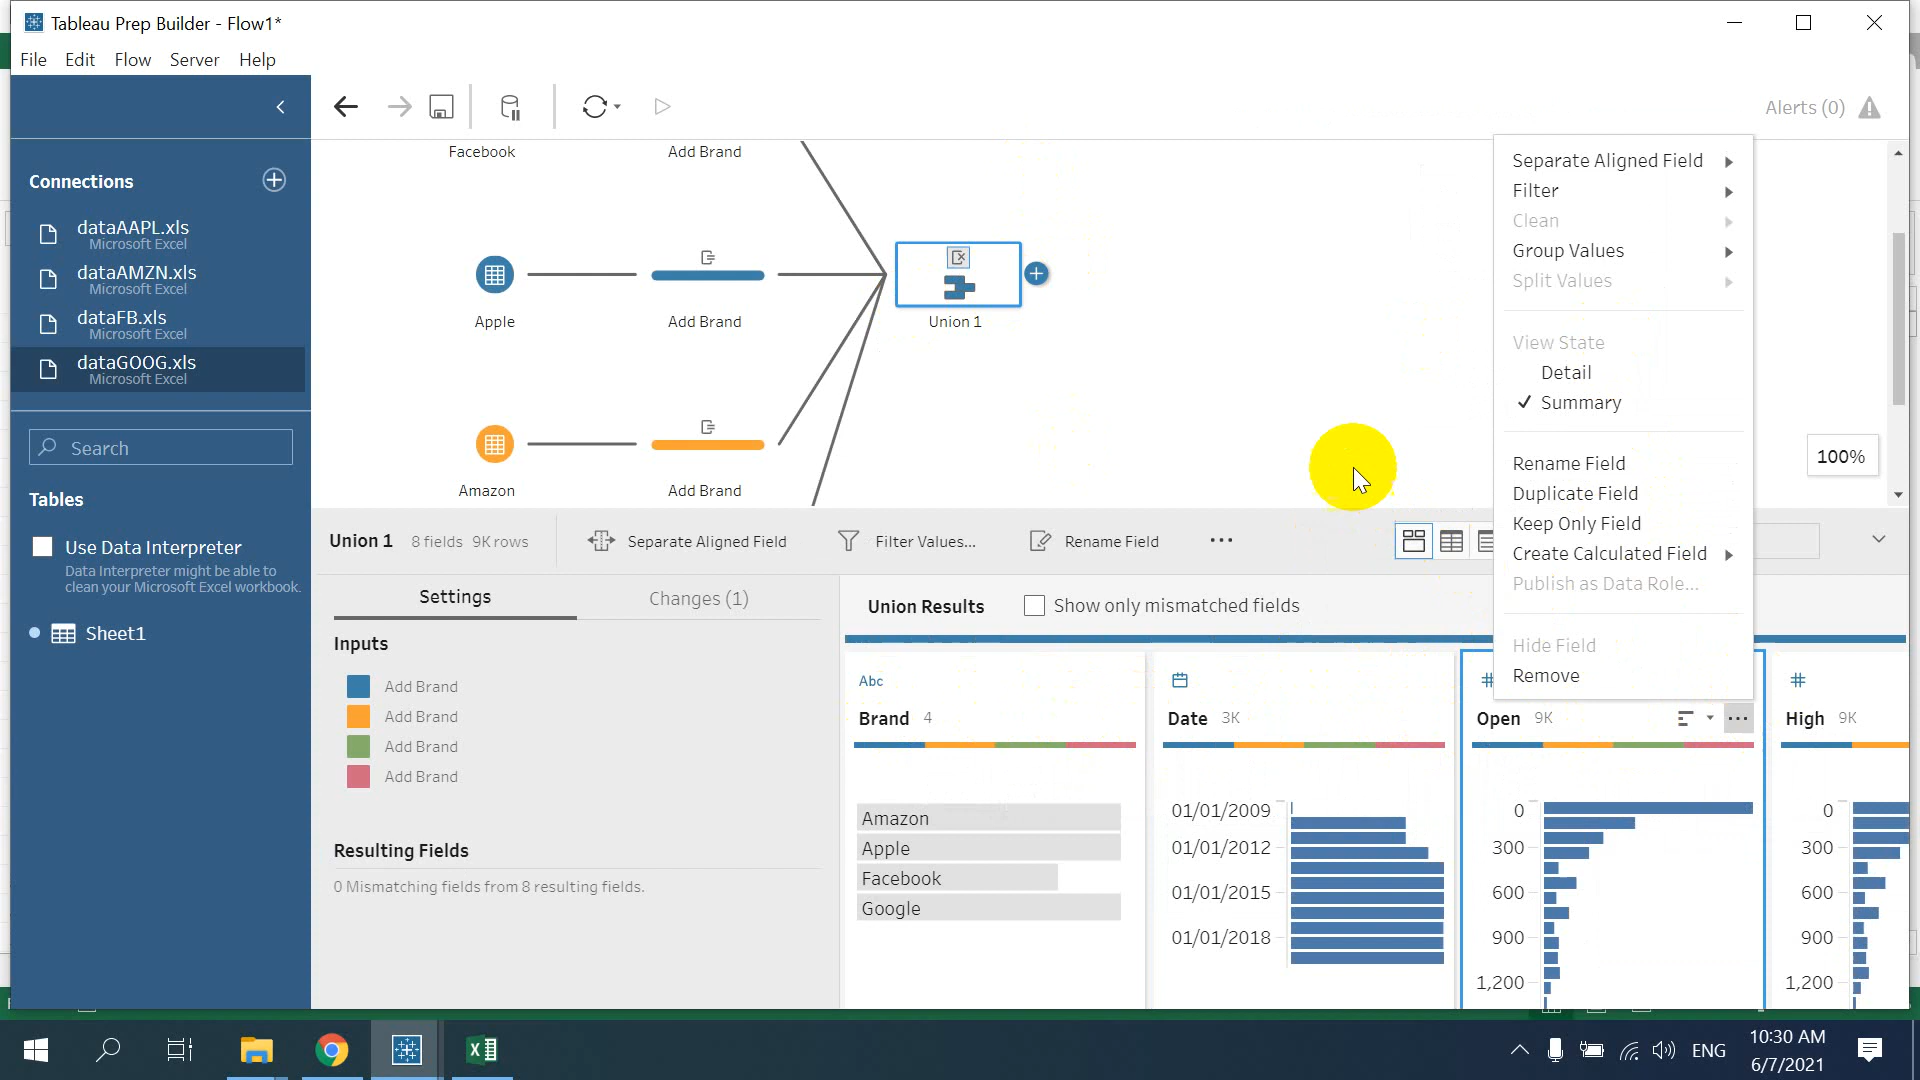 Tableau Prep Builder - Flow1*
File Edit Flow Server Help
Alerts (0)
Connections
dataAAPL.xls
Microsoft Excel
dataAMZN.xls
Microsoft Excel
dataFB.xls
Microsoft Excel
dataGOOG.xls
Microsoft Excel
Search
Tables
Use Data Interpreter
Data Interpreter might be able to
clean your Microsoft Excel workbook.
Sheet1
Facebook Add Brand
Apple Add Brand Union 1
Amazon Add Brand
100%
Separate Aligned Field
Filter
Clean
Group Values
Split Values
View State
Detail
Summary
Rename Field
Duplicate Field
Keep Only Field
Create Calculated Field
Publish as Data Role...
Hide Field
Remove
Union 1 8 fields 9K rows Separate Aligned Field Filter Values... Rename Field
Settings Changes (1)
Inputs
Add Brand
Add Brand
Add Brand
Add Brand
Resulting Fields
0 Mismatching fields from 8 resulting fields.
Union Results Show only mismatched fields
Abc
Brand 4
Amazon
Apple
Facebook
Google
Date 3K
01/01/2009
01/01/2012
01/01/2015
01/01/2018
#
Open 9K
0
300
600
900
1,200
#
High 9K
0
300
600
900
1,200
ENG
10:30 AM
6/7/2021